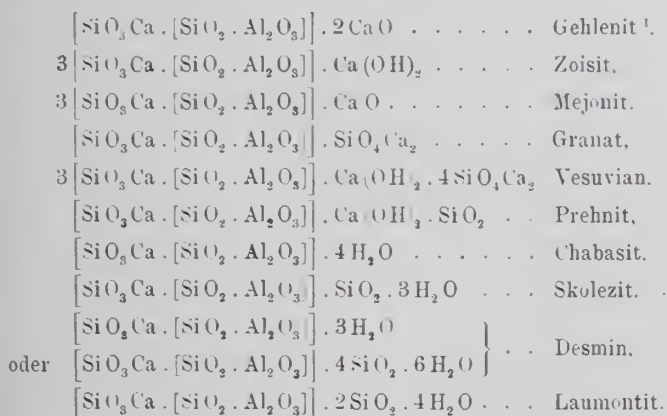 [SiO₃Ca . [SiO₂ . Al₂O₃]] . 2 CaO . . . . . . Gehlenit ¹.
3 [SiO₃Ca . [SiO₂ . Al₂O₃]] . Ca (OH)₂ . . . . . Zoisit,
3 [SiO₃Ca . [SiO₂ . Al₂O₃]] . CaO . . . . . . Mejonit.
[SiO₃Ca . [SiO₂ . Al₂O₃]] . SiO₄Ca₂ . . . . . Granat,
3 [SiO₃Ca . [SiO₂ . Al₂O₃]] . Ca(OH)₂ . 4 SiO₄Ca₂ Vesuvian.
[SiO₃Ca . [SiO₂ . Al₂O₃]] . Ca(OH)₂ . SiO₂ . . Prehnit,
[SiO₃Ca . [SiO₂ . Al₂O₃]] . 4 H₂O . . . . . Chabasit.
[SiO₃Ca . [SiO₂ . Al₂O₃]] . SiO₂ . 3 H₂O . . . Skolezit.
[SiO₃Ca . [SiO₂ . Al₂O₃]] . 3 H₂O
oder [SiO₃Ca . [SiO₂ . Al₂O₃]] . 4 SiO₂ . 6 H₂O } . . Desmin,
[SiO₃Ca . [SiO₂ . Al₂O₃]] . 2 SiO₂ . 4 H₂O . . Laumontit.